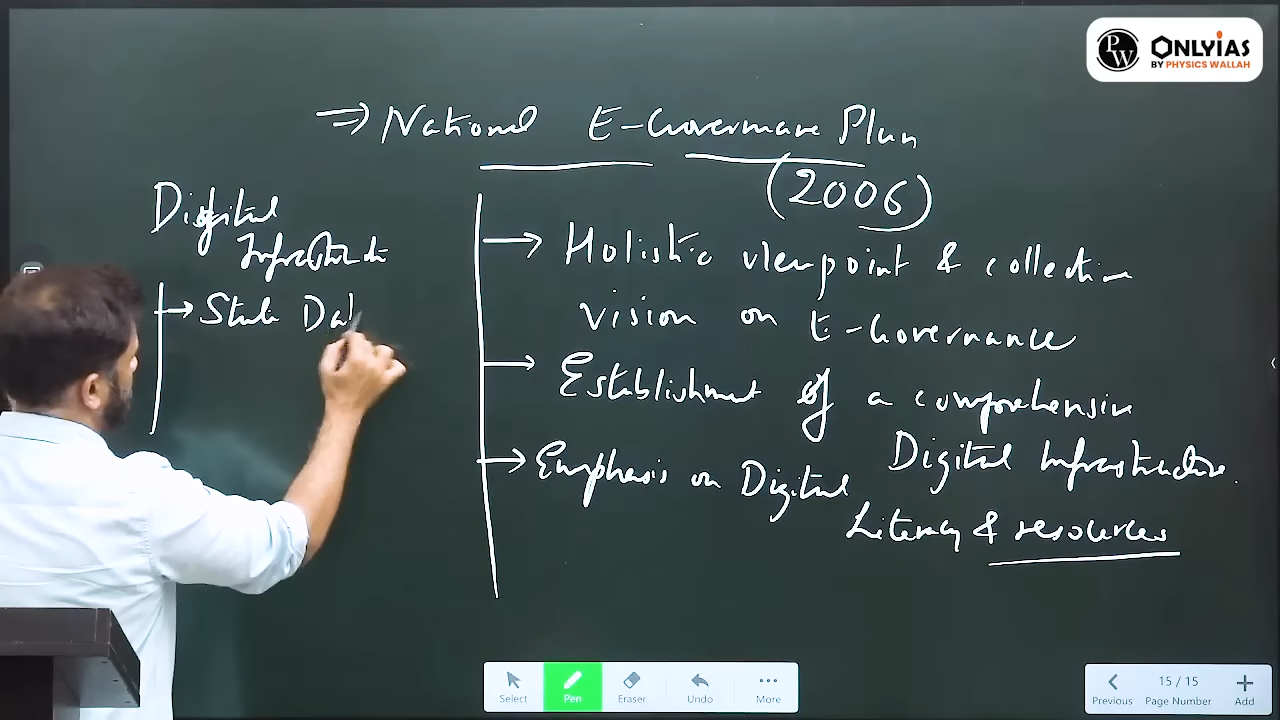 PW ONLYIAS
BY PHYSICS WALLAH
⇒ National E-Governance Plan
(2006)
Digital
Infrastructure
→ State Dat
→ Holistic viewpoint & collective
vision on E-Governance
→ Establishment of a comprehensive
Digital Infrastructure.
→ Emphasis on Digital
Literacy & resources
Select
Pen
Eraser
Undo
More
Previous
15 / 15
Page Number
Add